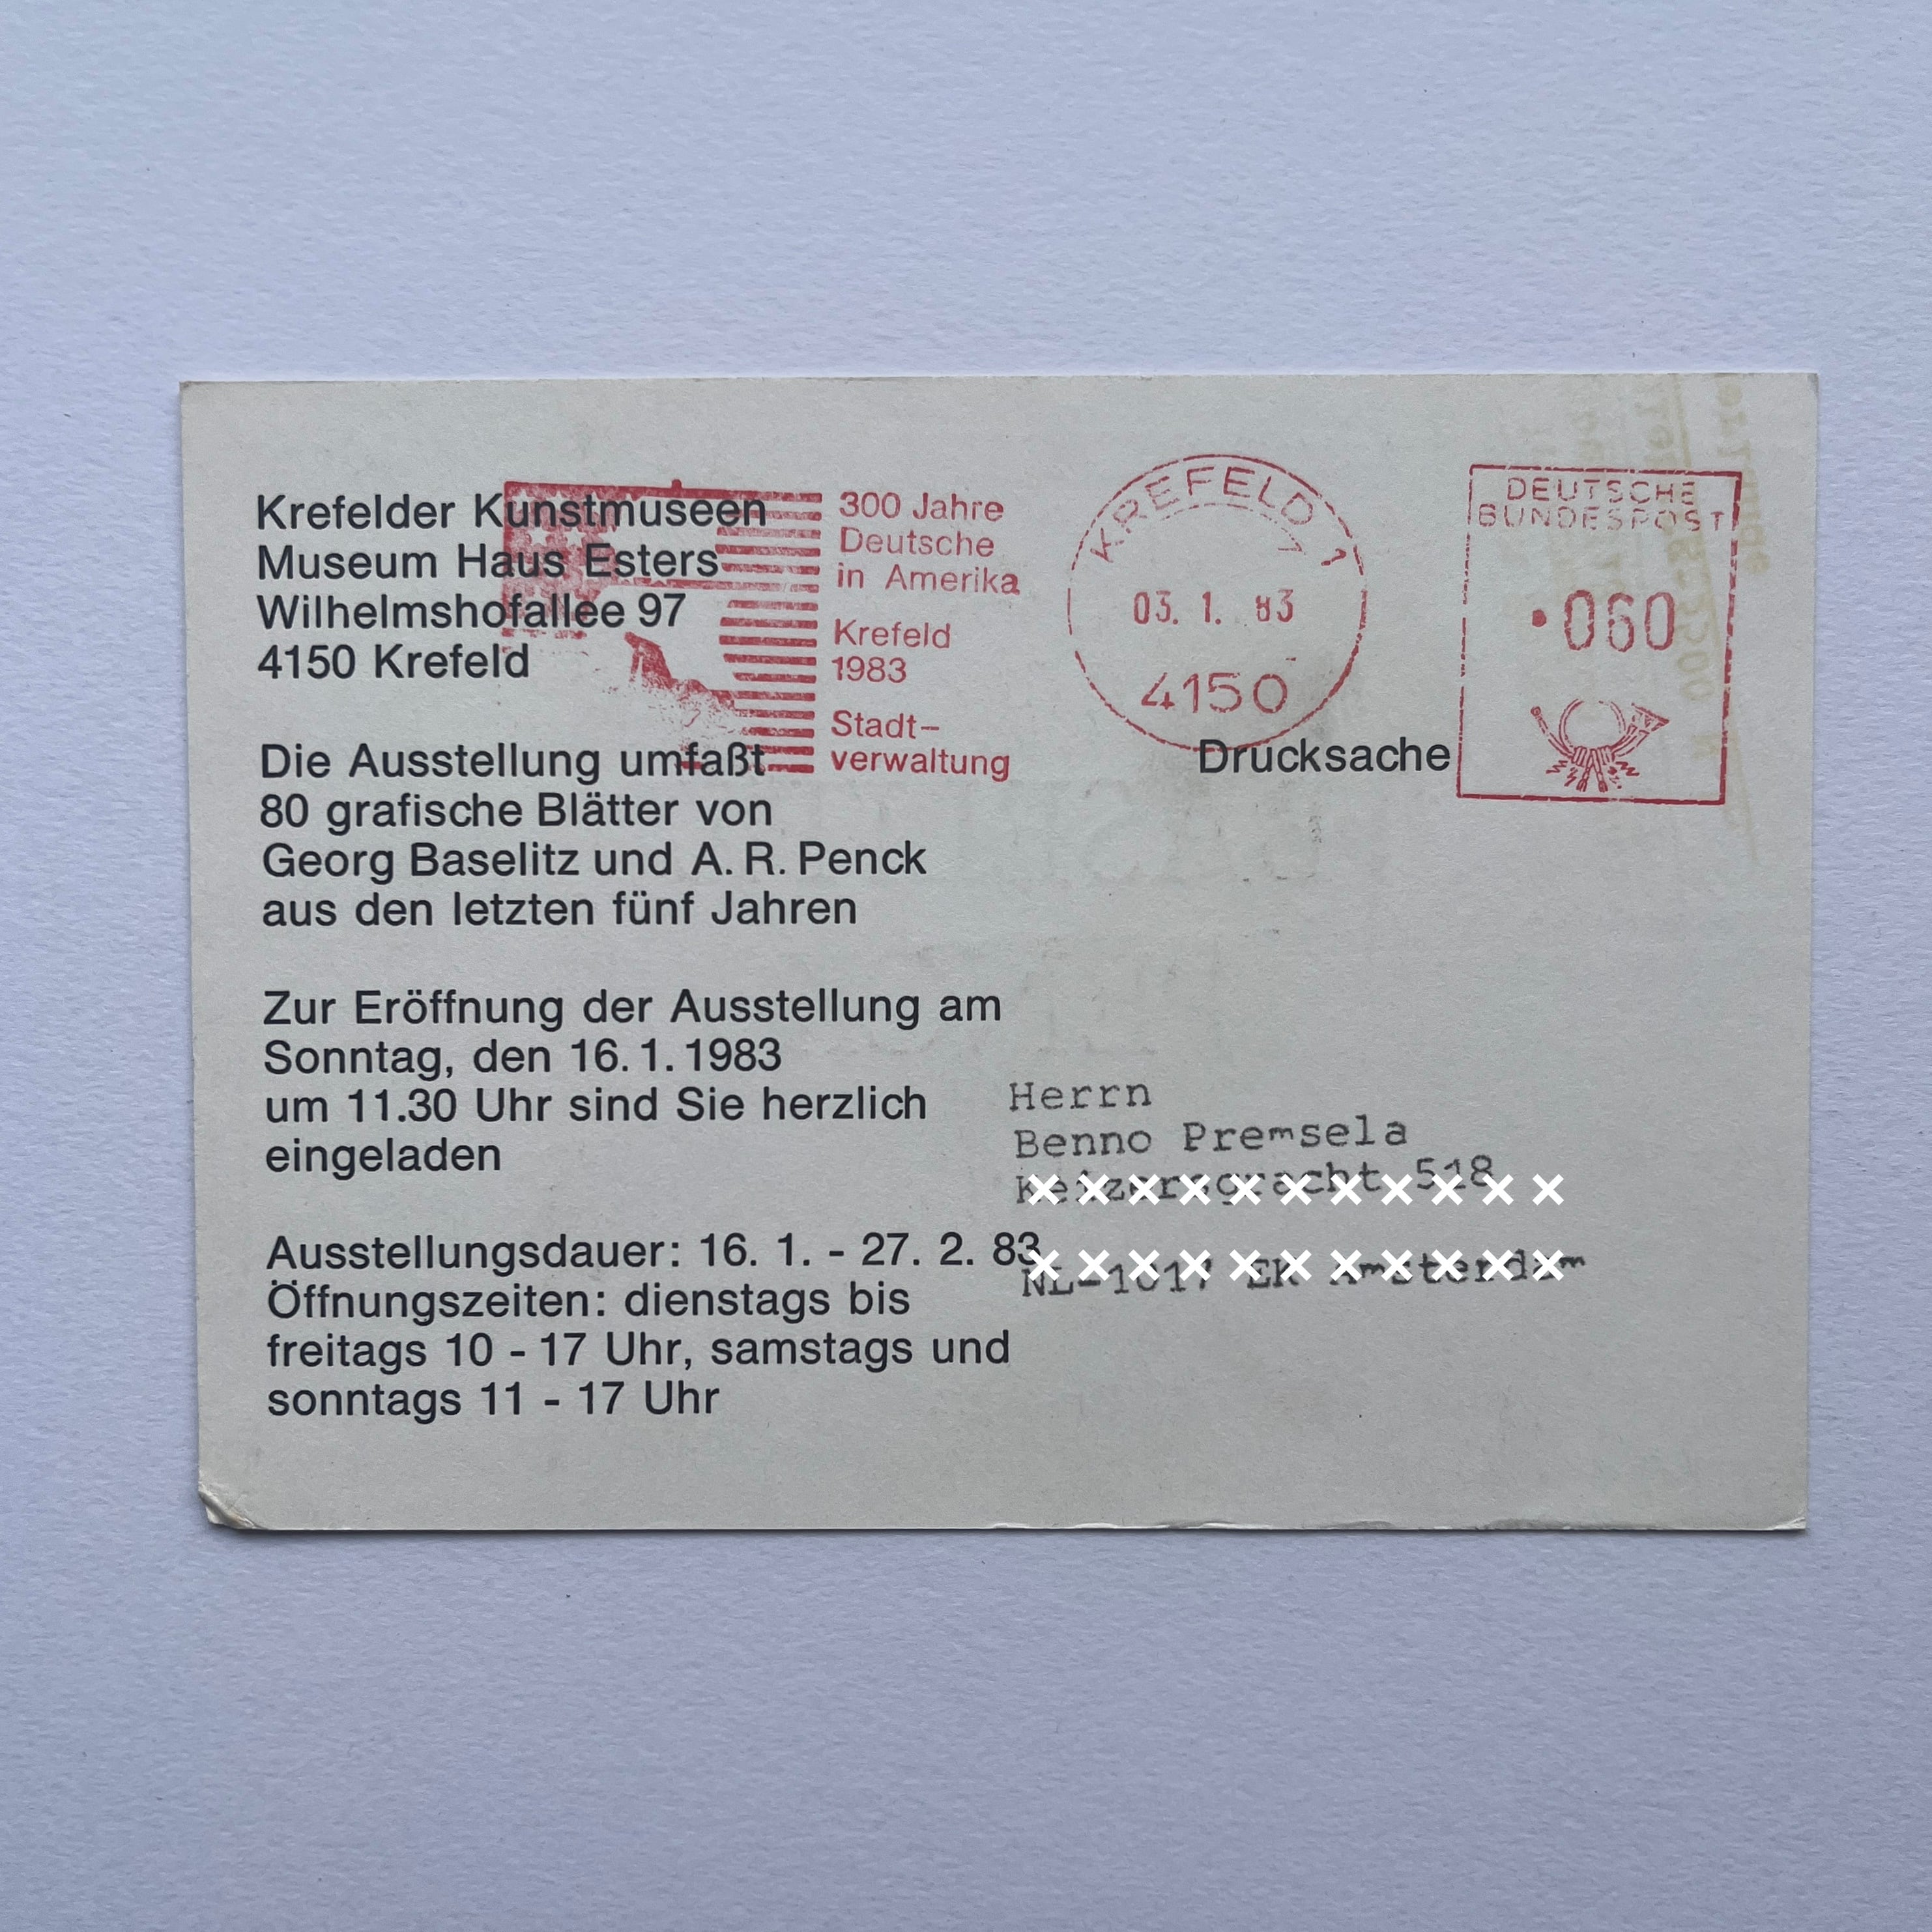 Krefelder Kunstmuseen
Museum Haus Esters
Wilhelmshofallee 97
4150 Krefeld
Die Ausstellung umfaßt
80 grafische Blätter von
Georg Baselitz und A. R. Penck
aus den letzten fünf Jahren
Zur Eröffnung der Ausstellung am
Sonntag, den 16. 1. 1983
um 11.30 Uhr sind Sie herzlich
eingeladen
Ausstellungsdauer: 16. 1. - 27. 2. 83
Öffnungszeiten: dienstags bis
freitags 10 - 17 Uhr, samstags und
sonntags 11 - 17 Uhr
300 Jahre
Deutsche
in Amerika
Krefeld
1983
Stadt-
verwaltung
KREFELD 1
03. 1. 83
4150
DEUTSCHE
BUNDESPOST
060
Drucksache
Herrn
Benno Premsela